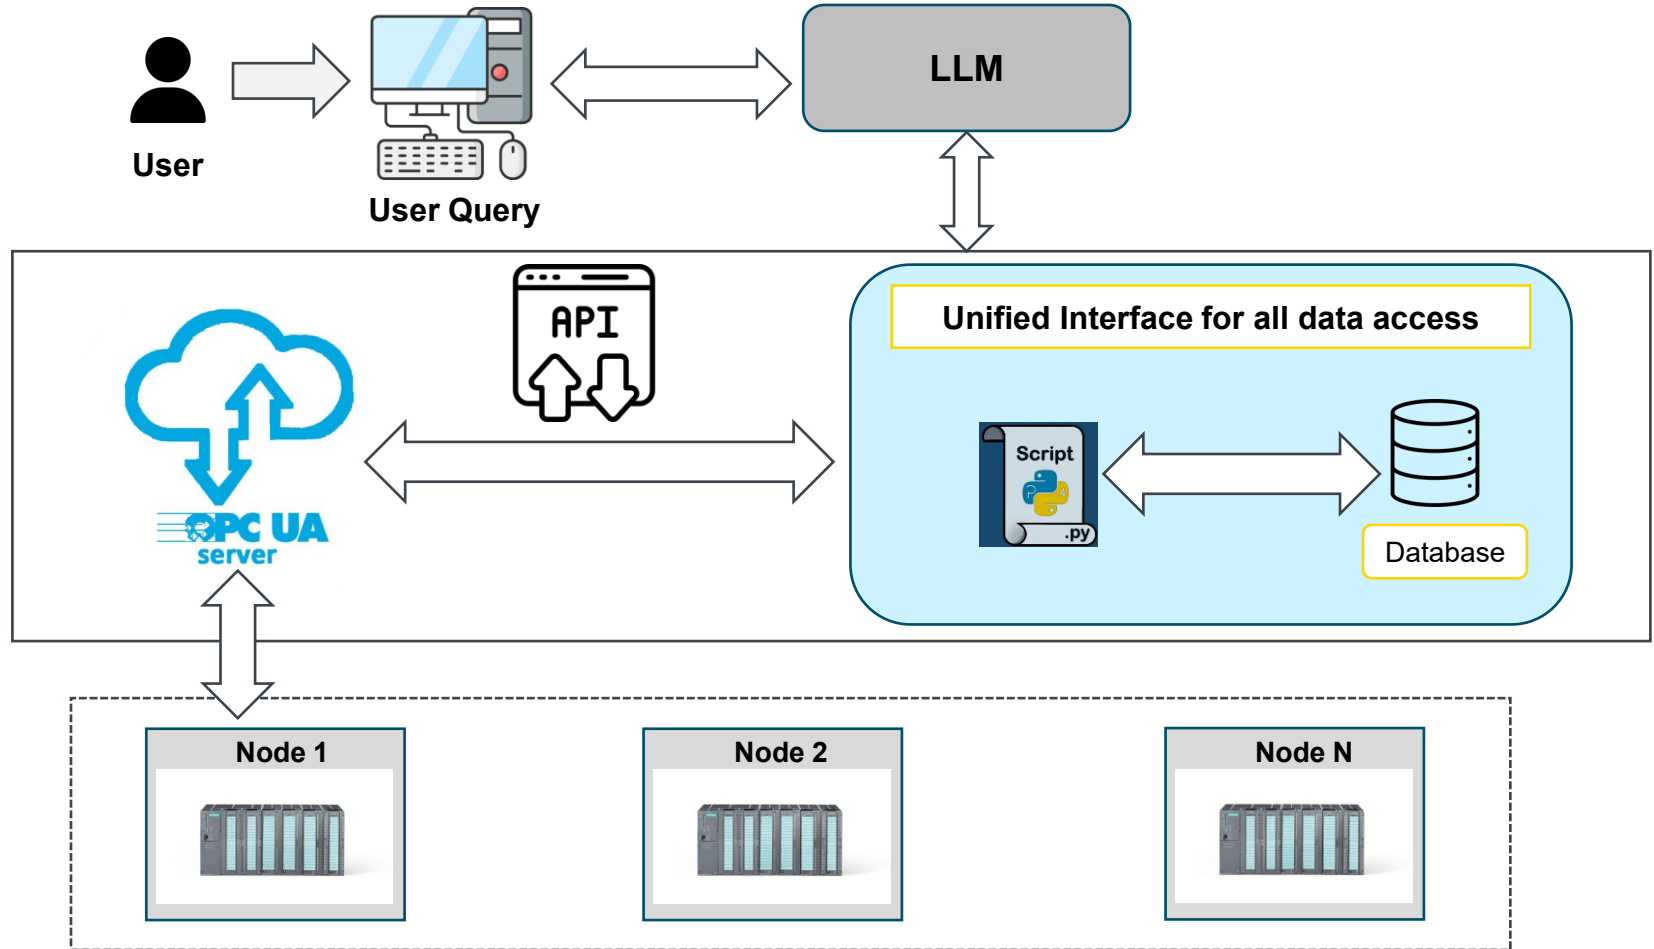 LLM
User
User Query
API
Unified Interface for all data access
Script
.py
Database
OPC UA
server
Node 1
Node 2
Node N